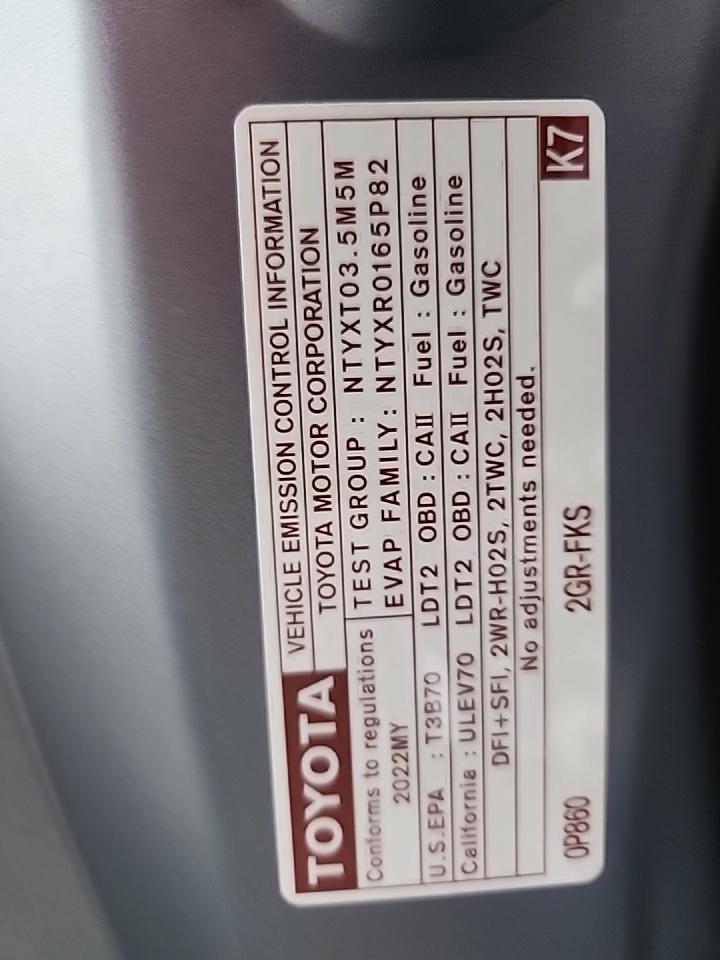 TOYOTA
VEHICLE EMISSION CONTROL INFORMATION
TOYOTA MOTOR CORPORATION
Conforms to regulations
2022MY
TEST GROUP : NTYXT03.5M5M
EVAP FAMILY: NTYXR0165P82
U.S.EPA : T3B70 LDT2 OBD : CAII Fuel : Gasoline
California : ULEV70 LDT2 OBD : CAII Fuel : Gasoline
DFI+SFI, 2WR-HO2S, 2TWC, 2HO2S, TWC
No adjustments needed.
0P860 2GR-FKS K7